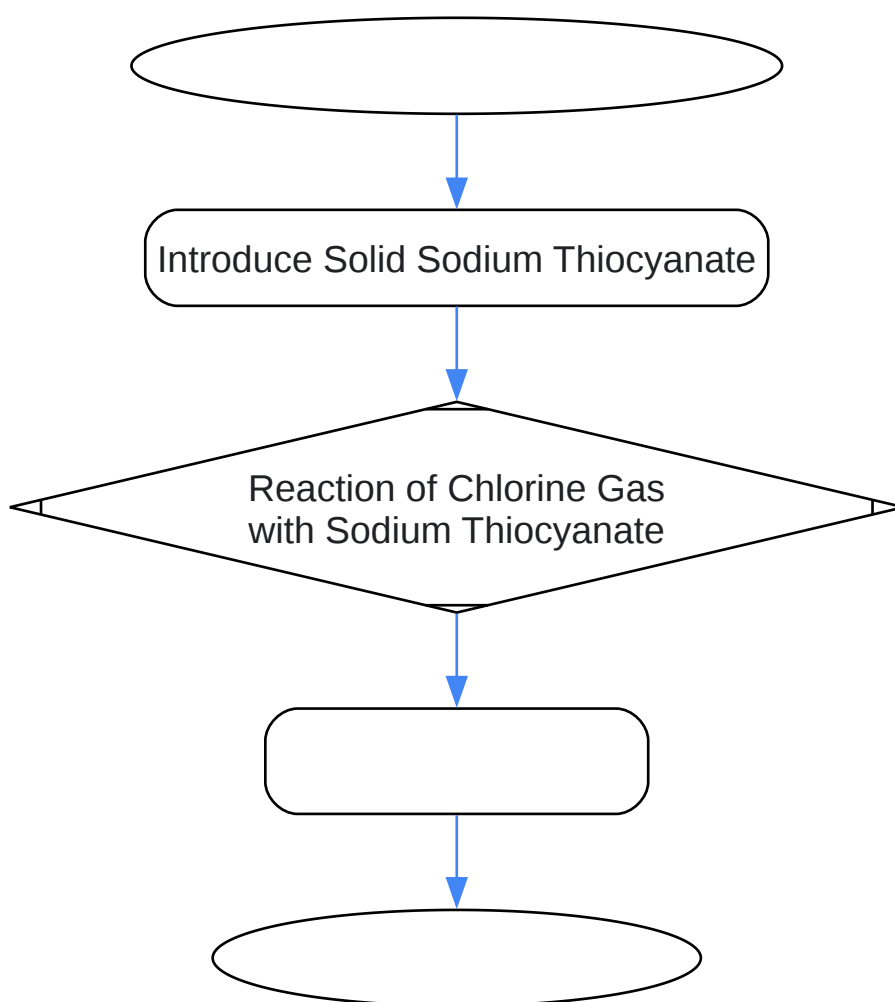 Introduce Solid Sodium Thiocyanate
Reaction of Chlorine Gas
with Sodium Thiocyanate